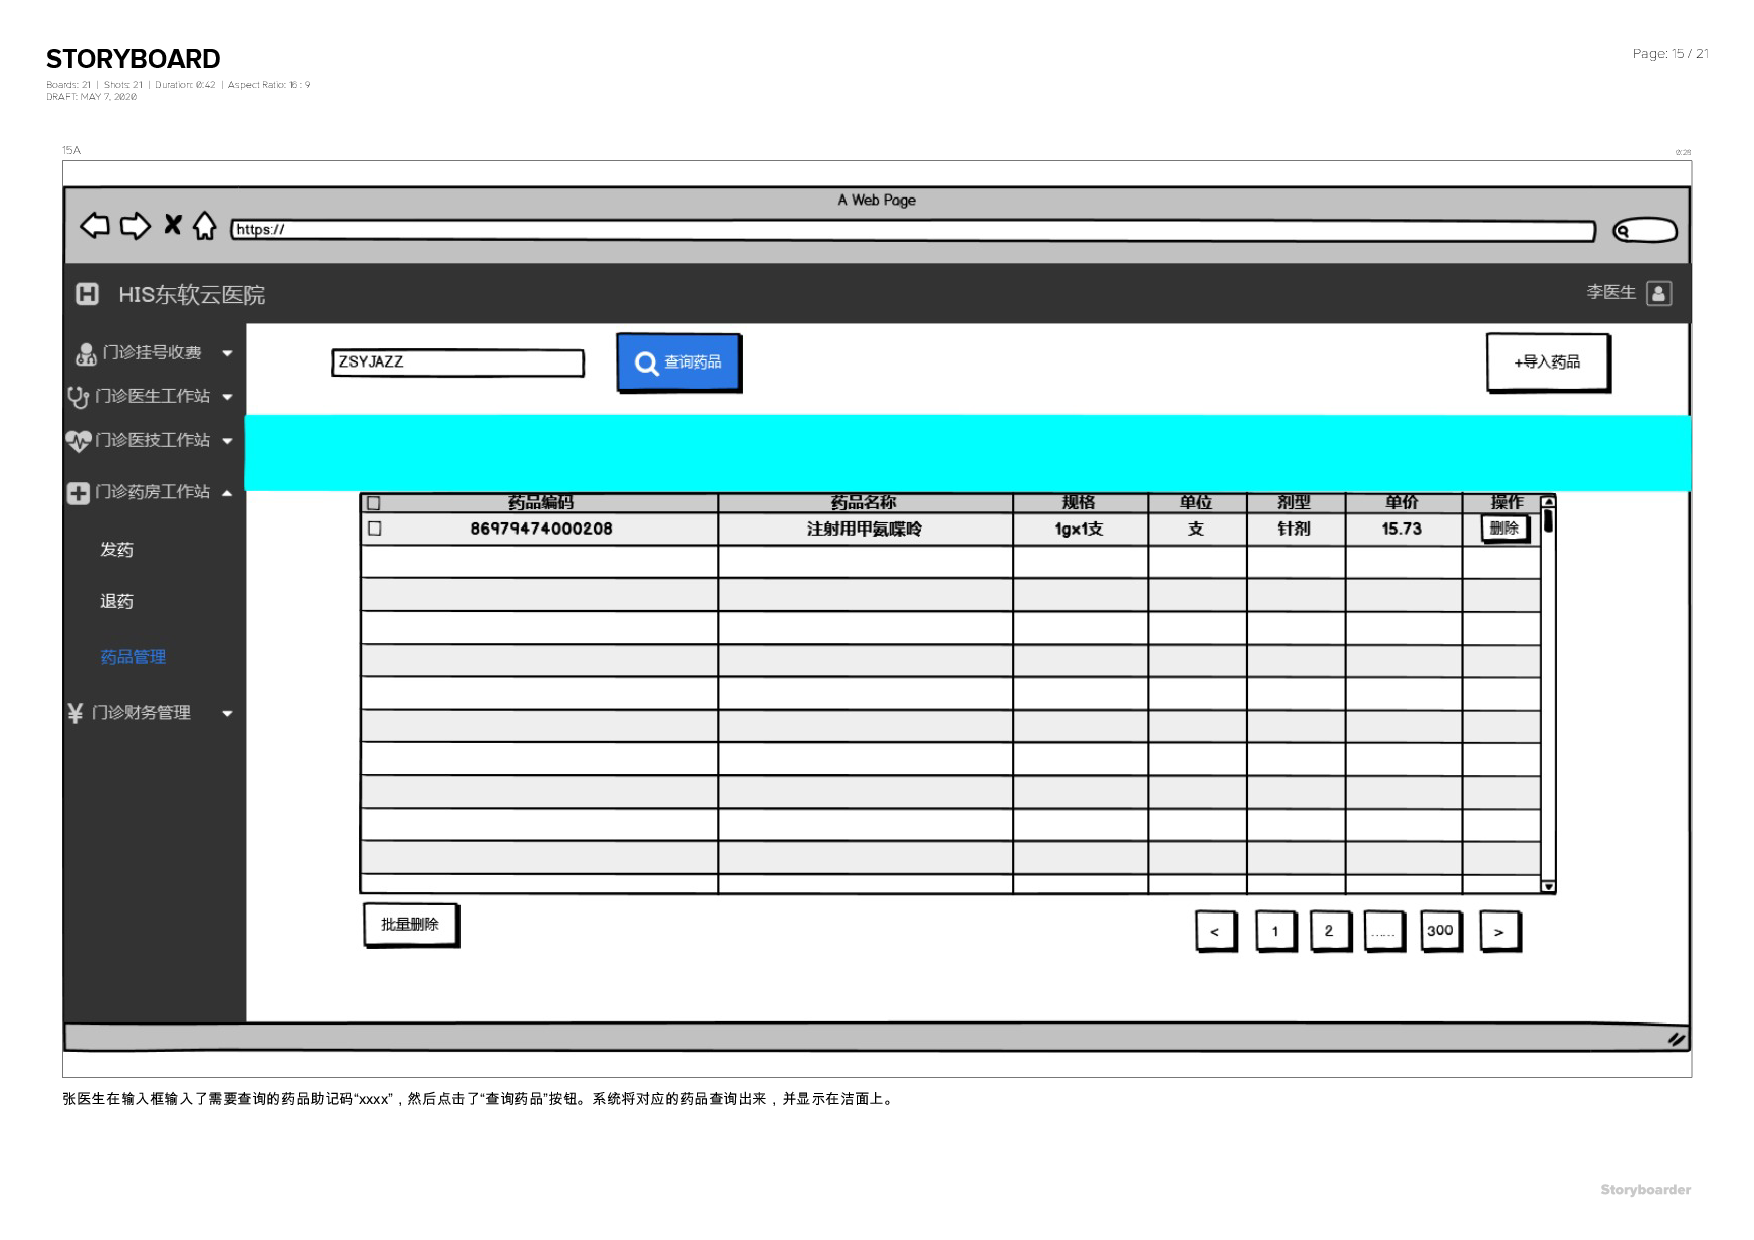 STORYBOARD
Page: 15 / 21
Boards: 21 | Shots: 21 | Duration: 0:42 | Aspect Ratio: 16 : 9
DRAFT: MAY 7, 2020
15A
0:28
A Web Page
https://
HIS东软云医院
李医生
门诊挂号收费
门诊医生工作站
门诊医技工作站
门诊药房工作站
发药
退药
药品管理
门诊财务管理
ZSYJAZZ
查询药品
+导入药品
药品编码 药品名称 规格 单位 剂型 单价 操作
86979474000208 注射用甲氨喋呤 1gx1支 支 针剂 15.73 删除
批量删除
< 1 2 ...... 300 >
张医生在输入框输入了需要查询的药品助记码“xxxx”，然后点击了“查询药品”按钮。系统将对应的药品查询出来，并显示在洁面上。
Storyboarder